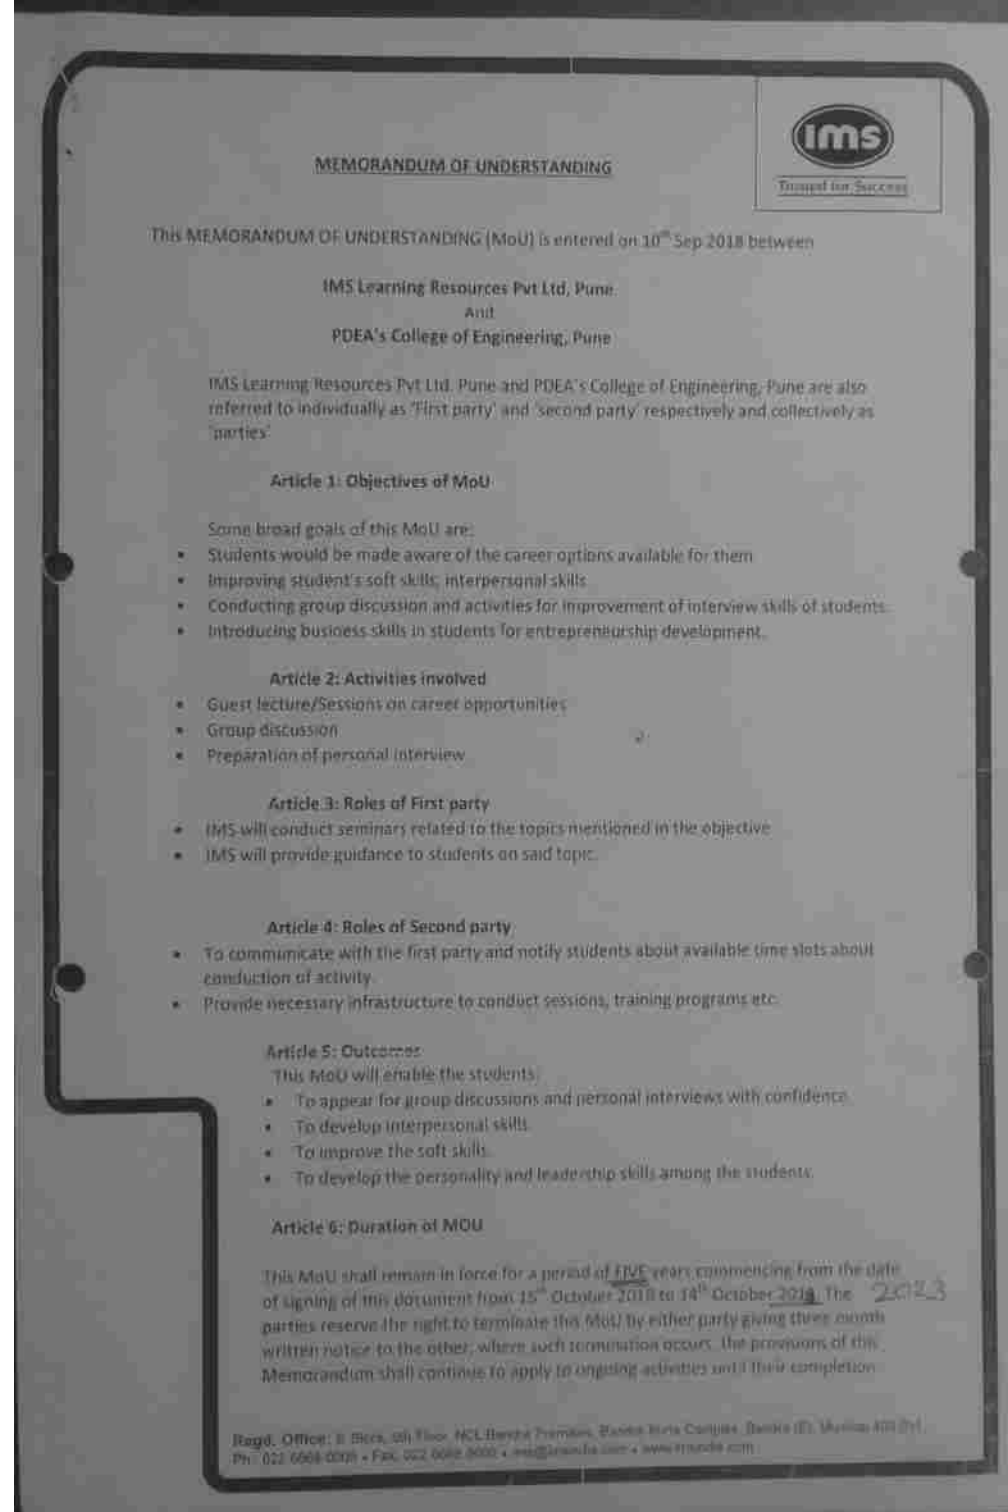 ims
MEMORANDUM OF UNDERSTANDING
This MEMORANDUM OF UNDERSTANDING (MoU) is entered on 10th Sep 2018 between
IMS Learning Resources Pvt Ltd, Pune.
And
PDEA's College of Engineering, Pune
IMS Learning Resources Pvt Ltd. Pune and PDEA's College of Engineering, Pune are also
referred to individually as 'First party' and 'second party' respectively and collectively as
'parties'
Article 1: Objectives of MoU
Some broad goals of this MoU are:
• Students would be made aware of the career options available for them
• Improving student's soft skills, interpersonal skills
• Conducting group discussion and activities for improvement of interview skills of students.
• Introducing business skills in students for entrepreneurship development.
Article 2: Activities involved
• Guest lecture/Sessions on career opportunities
• Group discussion
• Preparation of personal interview
Article 3: Roles of First party
• IMS will conduct seminars related to the topics mentioned in the objective
• IMS will provide guidance to students on said topic.
Article 4: Roles of Second party
• To communicate with the first party and notify students about available time slots about
conduction of activity.
• Provide necessary infrastructure to conduct sessions, training programs etc.
Article 5: Outcomes
This MoU will enable the students:
• To appear for group discussions and personal interviews with confidence.
• To develop interpersonal skills.
• To improve the soft skills.
• To develop the personality and leadership skills among the students.
Article 6: Duration of MOU
This MoU shall remain in force for a period of FIVE years commencing from the date
of signing of this document from 15th October 2018 to 14th October The 2023
parties reserve the right to terminate this MoU by either party giving three month
written notice to the other, where such termination occurs, the provisions of this
Memorandum shall continue to apply to ongoing activities until their completion.
Regd. Office: NCL Bandra Premises, Bandra Kurla Complex, Bandra (E), Mumbai
Ph.: 022 Fax: 022